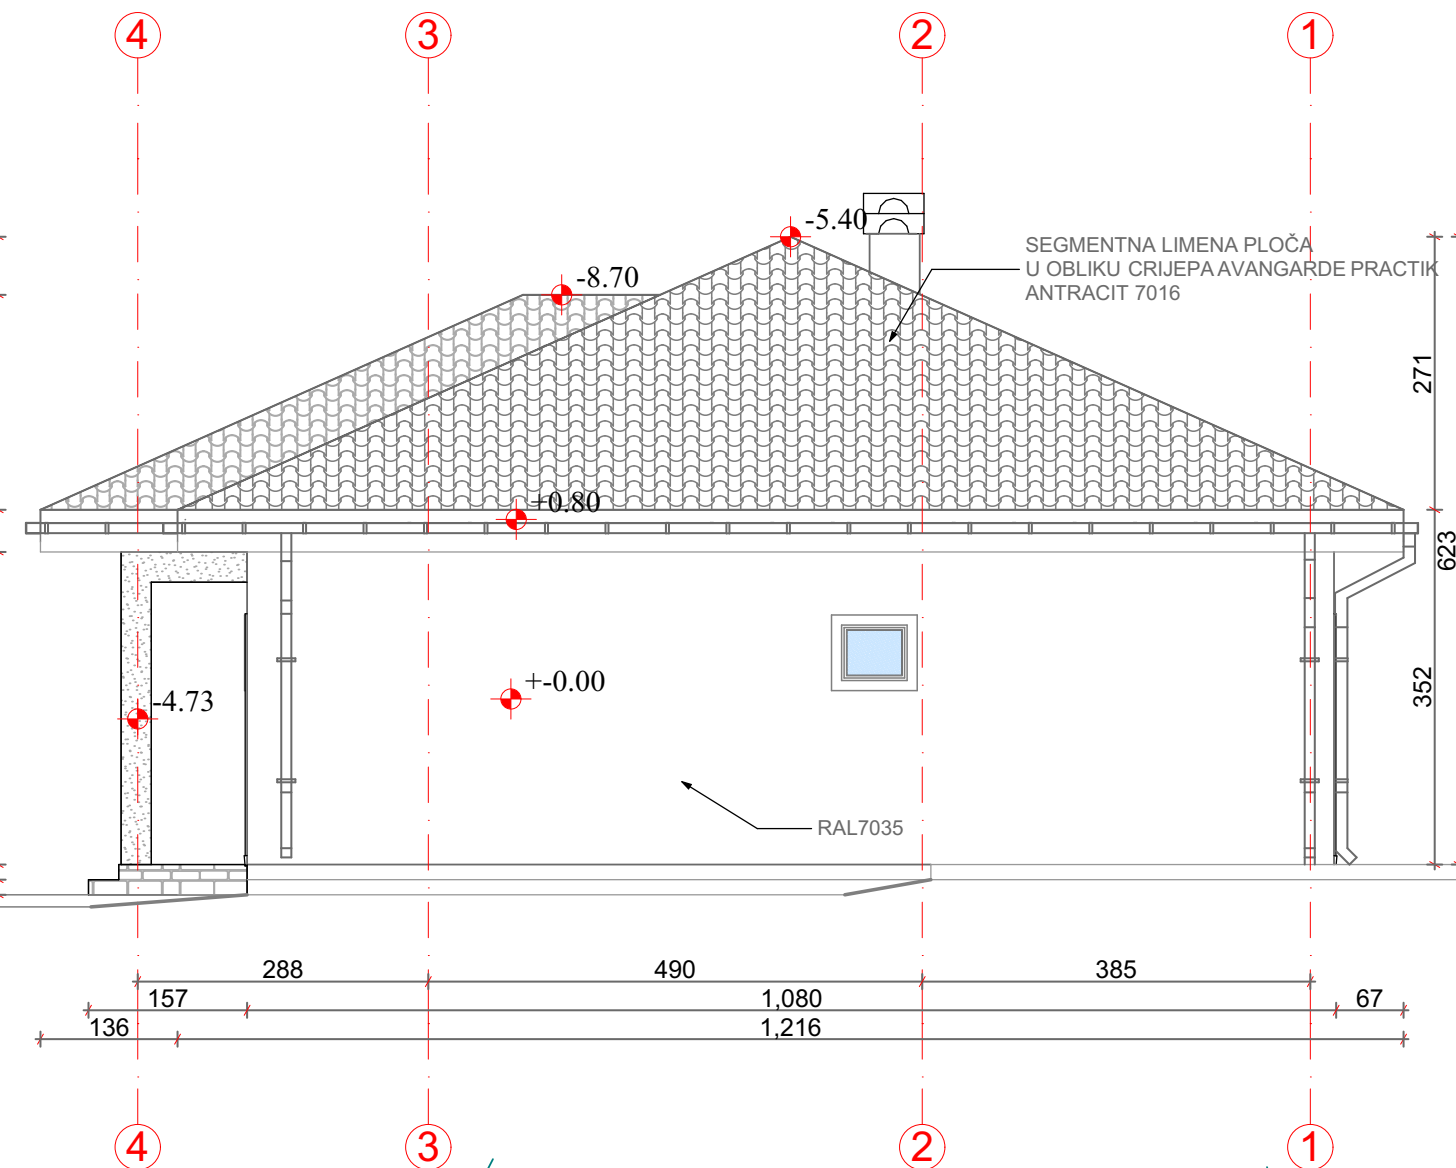 4 3 2 1
-5.40
SEGMENTNA LIMENA PLOČA
U OBLIKU CRIJEPA AVANGARDE PRACTIK
ANTRACIT 7016
-8.70
271
+0.80
623
352
+-0.00
-4.73
RAL7035
288 490 385
157 1,080 67
136 1,216
4 3 2 1